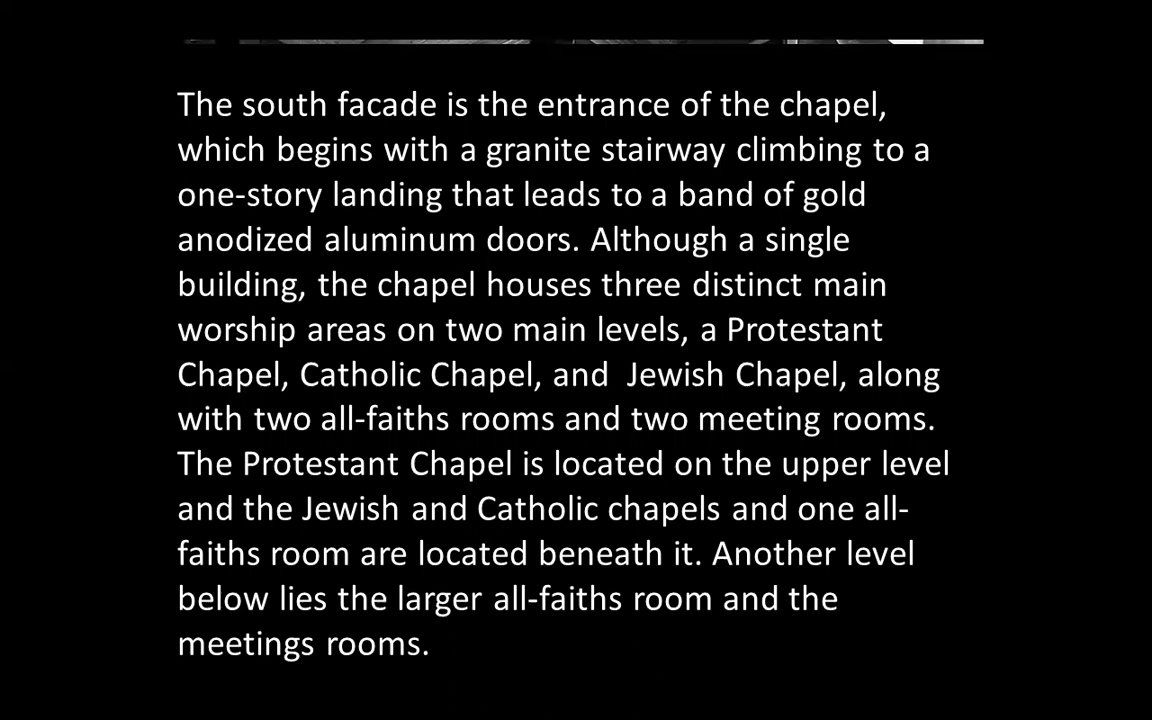 The south facade is the entrance of the chapel,
which begins with a granite stairway climbing to a
one-story landing that leads to a band of gold
anodized aluminum doors. Although a single
building, the chapel houses three distinct main
worship areas on two main levels, a Protestant
Chapel, Catholic Chapel, and  Jewish Chapel, along
with two all-faiths rooms and two meeting rooms.
The Protestant Chapel is located on the upper level
and the Jewish and Catholic chapels and one all-
faiths room are located beneath it. Another level
below lies the larger all-faiths room and the
meetings rooms.